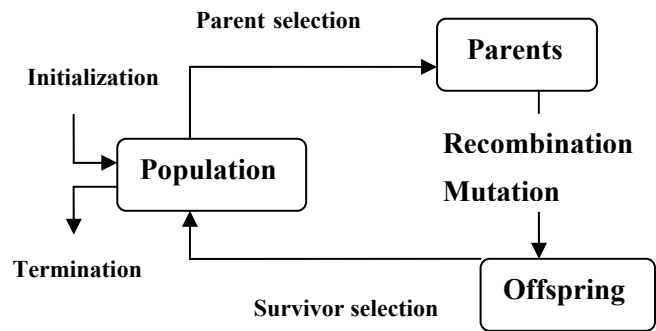 Parent selection
Parents
Initialization
Recombination
Population
Mutation
Termination
Offspring
Survivor selection